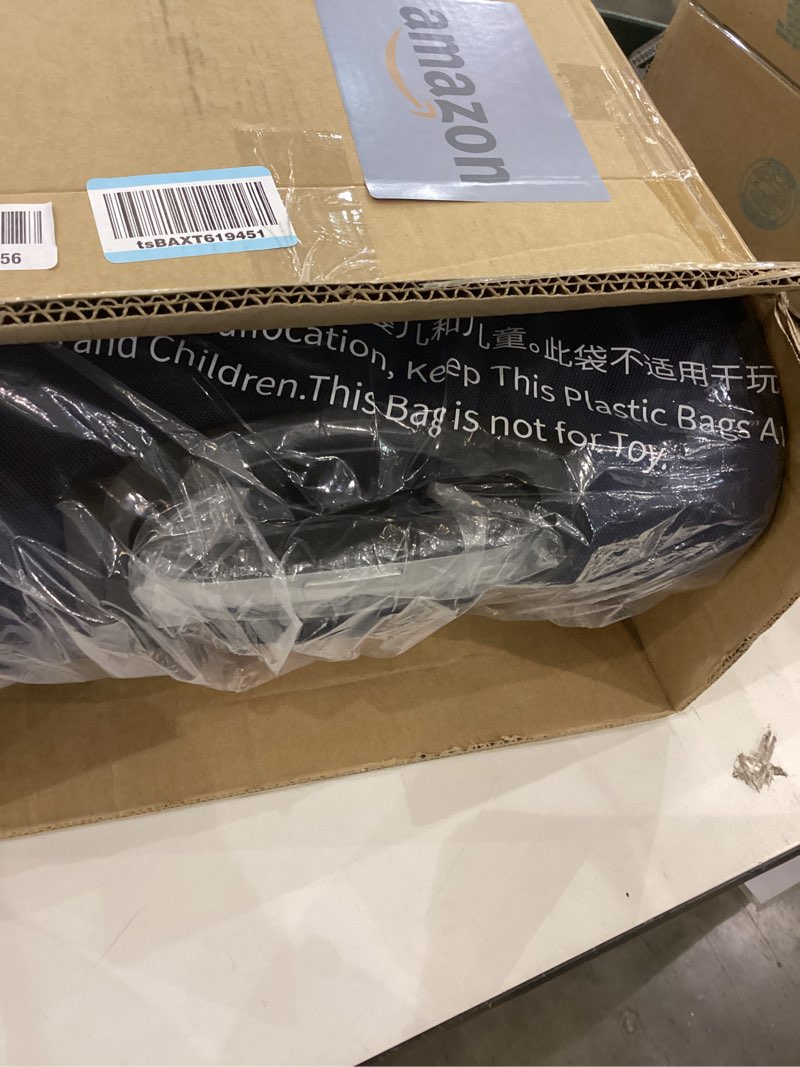 amazon
tsBAXT619451
56
儿和儿童。此袋不适用于玩
ocation, Keep This Plastic Bags A
and Children.This Bag is not for Toy.